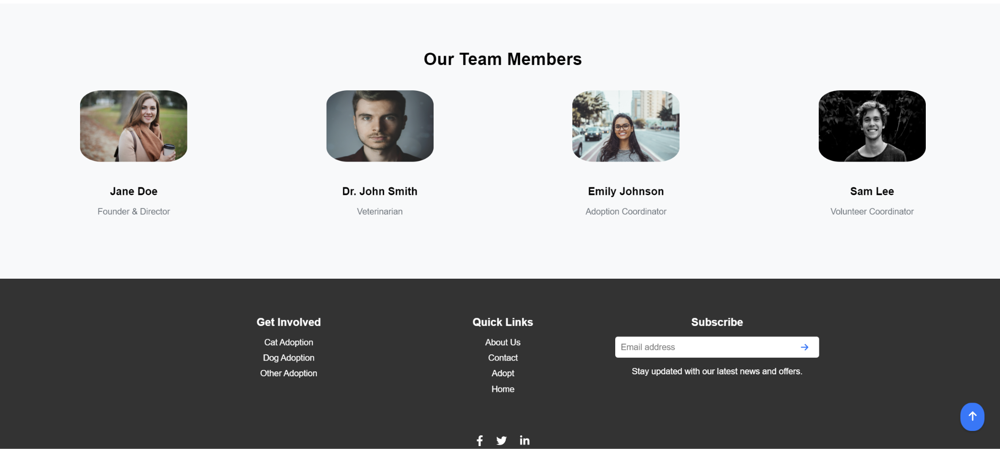 Our Team Members
Jane Doe
Founder & Director
Dr. John Smith
Veterinarian
Emily Johnson
Adoption Coordinator
Sam Lee
Volunteer Coordinator
Get Involved
Cat Adoption
Dog Adoption
Other Adoption
Quick Links
About Us
Contact
Adopt
Home
Subscribe
Email address
Stay updated with our latest news and offers.